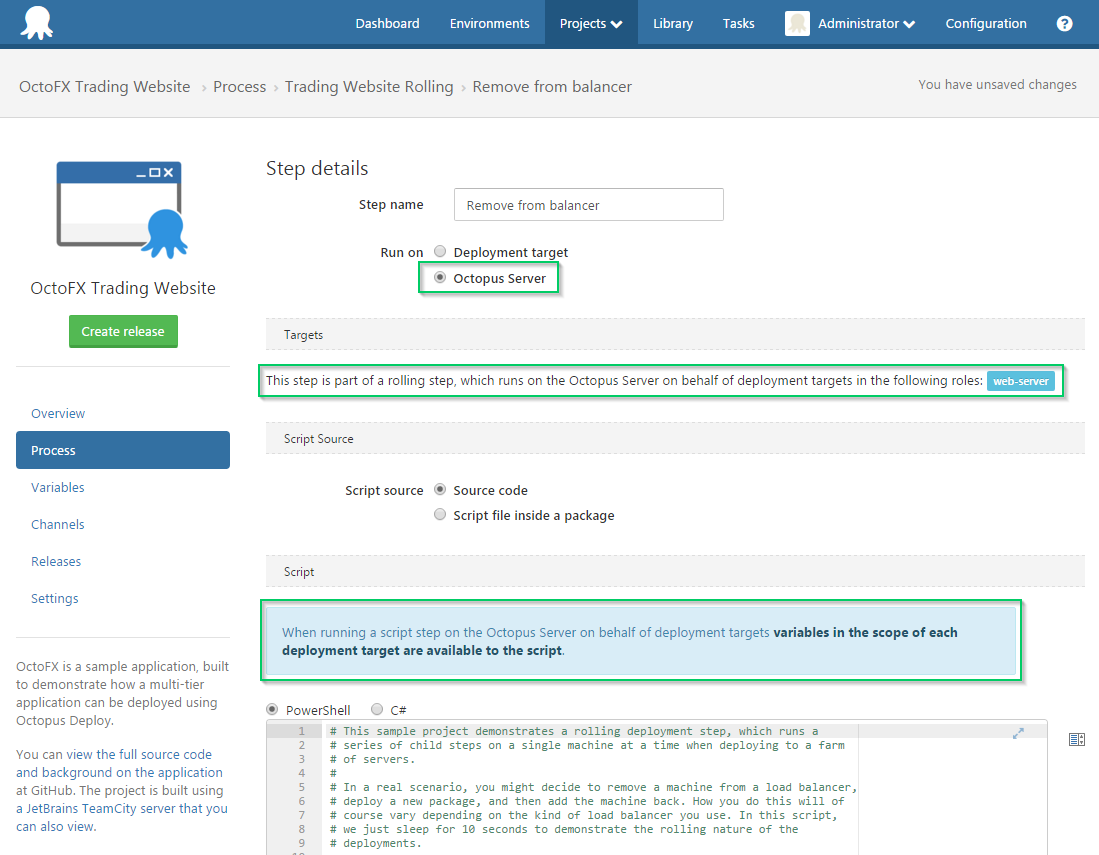 Dashboard Environments Projects Library Tasks Administrator Configuration ?
OctoFX Trading Website › Process › Trading Website Rolling › Remove from balancer You have unsaved changes
OctoFX Trading Website
Create release
Overview
Process
Variables
Channels
Releases
Settings
OctoFX is a sample application, built
to demonstrate how a multi-tier
application can be deployed using
Octopus Deploy.
You can view the full source code
and background on the application
at GitHub. The project is built using
a JetBrains TeamCity server that you
can also view.
Step details
Step name Remove from balancer
Run on Deployment target
Octopus Server
Targets
This step is part of a rolling step, which runs on the Octopus Server on behalf of deployment targets in the following roles: web-server
Script Source
Script source Source code
Script file inside a package
Script
When running a script step on the Octopus Server on behalf of deployment targets variables in the scope of each
deployment target are available to the script.
PowerShell C#
1 # This sample project demonstrates a rolling deployment step, which runs a
2 # series of child steps on a single machine at a time when deploying to a farm
3 # of servers.
4 #
5 # In a real scenario, you might decide to remove a machine from a load balancer,
6 # deploy a new package, and then add the machine back. How you do this will of
7 # course vary depending on the kind of load balancer you use. In this script,
8 # we just sleep for 10 seconds to demonstrate the rolling nature of the
9 # deployments.